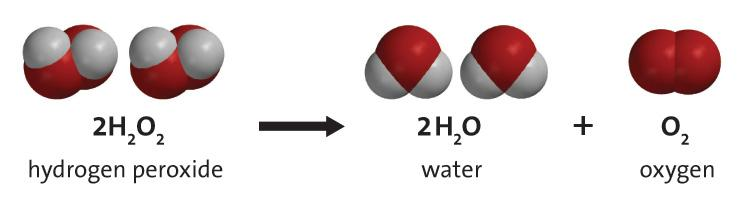 2H₂O₂ 2H₂O + O₂
hydrogen peroxide water oxygen